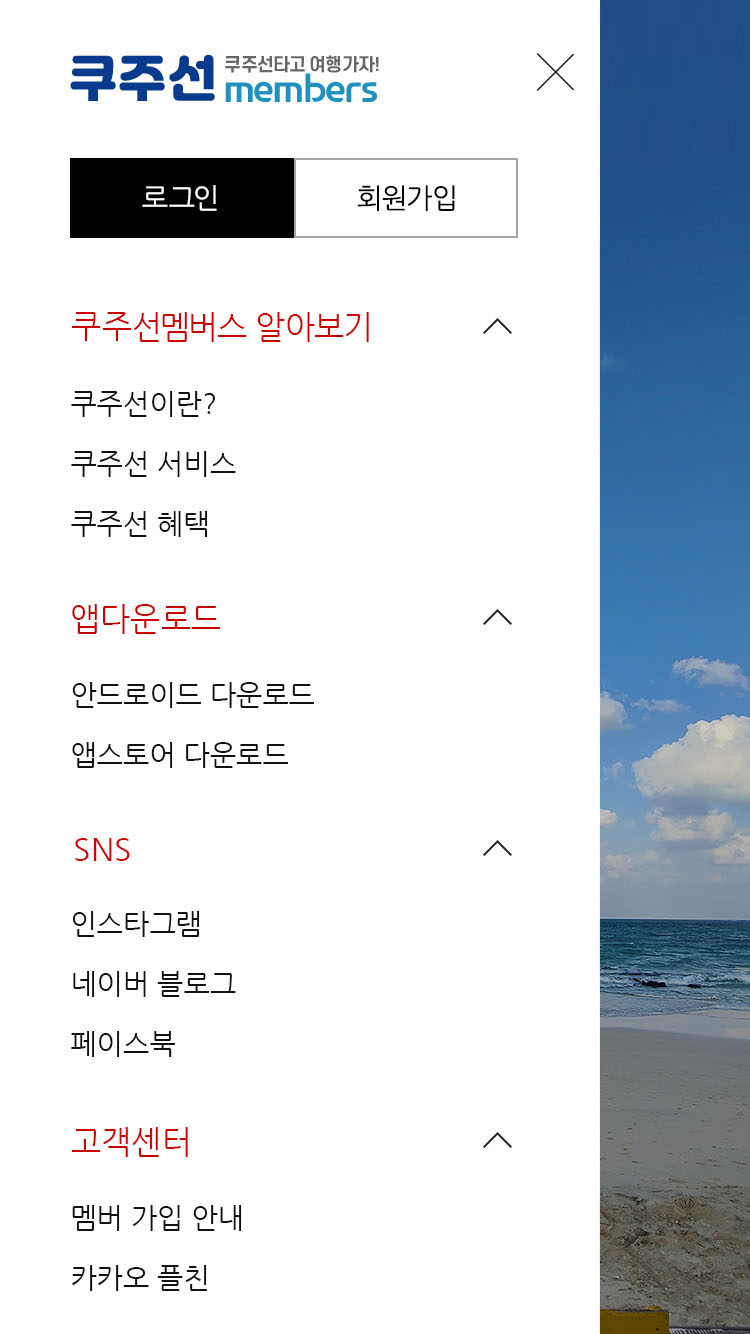 쿠주선 쿠주선타고 여행가자!
members
로그인 회원가입
쿠주선멤버스 알아보기
쿠주선이란?
쿠주선 서비스
쿠주선 혜택
앱다운로드
안드로이드 다운로드
앱스토어 다운로드
SNS
인스타그램
네이버 블로그
페이스북
고객센터
멤버 가입 안내
카카오 플친